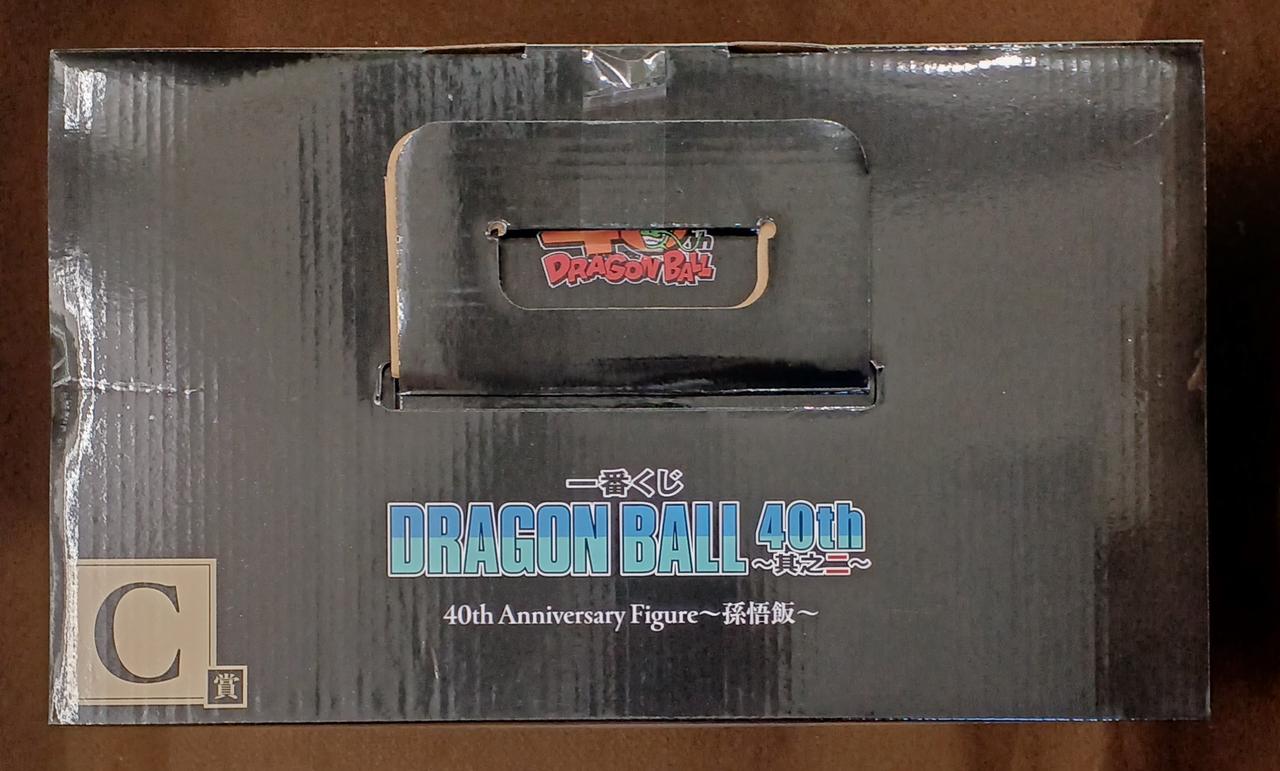 40th
DRAGON BALL
一番くじ
DRAGON BALL 40th
～其之二～
40th Anniversary Figure～孫悟飯～
C
賞